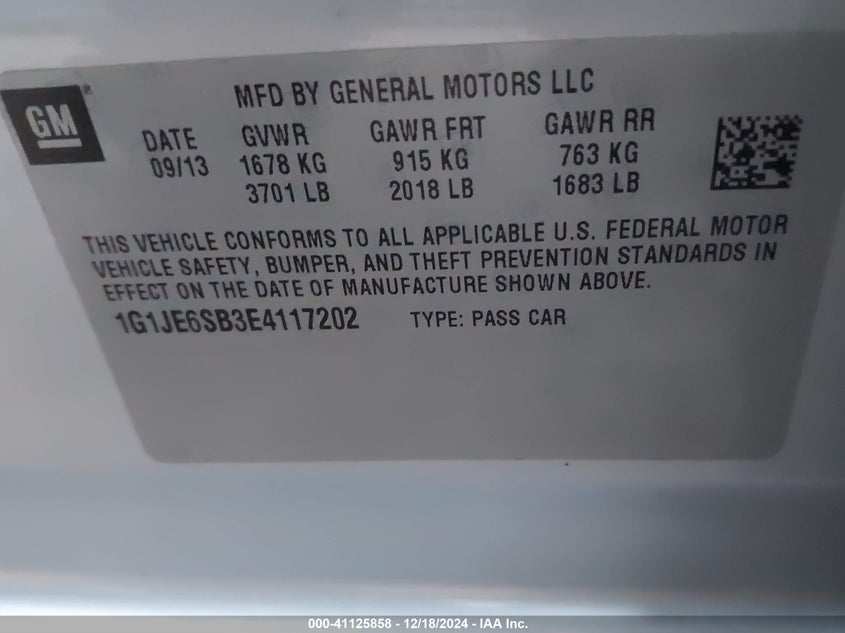 GM
MFD BY GENERAL MOTORS LLC
DATE GVWR GAWR FRT GAWR RR
09/13 1678 KG 915 KG 763 KG
3701 LB 2018 LB 1683 LB
THIS VEHICLE CONFORMS TO ALL APPLICABLE U.S. FEDERAL MOTOR
VEHICLE SAFETY, BUMPER, AND THEFT PREVENTION STANDARDS IN
EFFECT ON THE DATE OF MANUFACTURE SHOWN ABOVE.
1G1JE6SB3E4117202 TYPE: PASS CAR
000-41125858 - 12/18/2024 - IAA Inc.